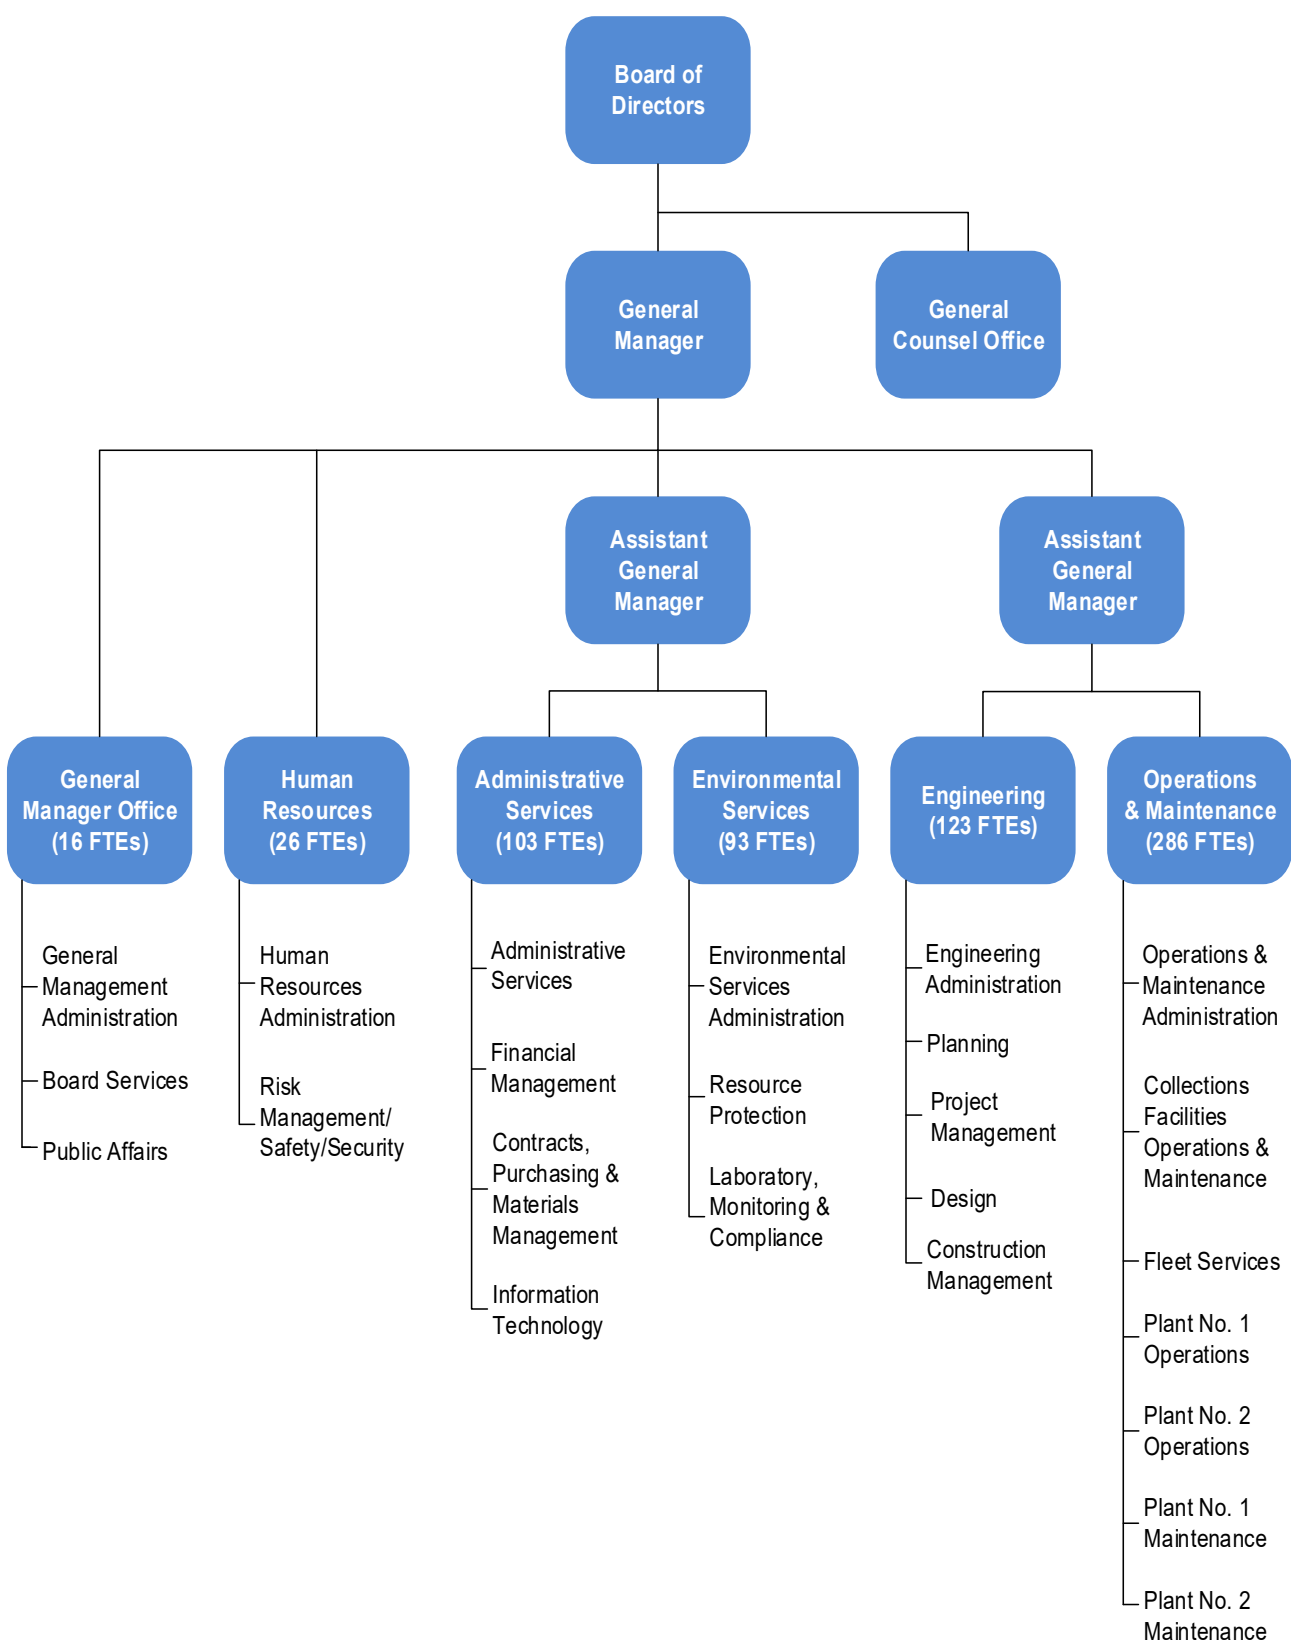 Board of
Directors
General
Manager
General
Counsel Office
Assistant
General
Manager
Assistant
General
Manager
General
Manager Office
(16 FTEs)
Human
Resources
(26 FTEs)
Administrative
Services
(103 FTEs)
Environmental
Services
(93 FTEs)
Engineering
(123 FTEs)
Operations
& Maintenance
(286 FTEs)
General
Management
Administration
Board Services
Public Affairs
Human
Resources
Administration
Risk
Management/
Safety/Security
Administrative
Services
Financial
Management
Contracts,
Purchasing &
Materials
Management
Information
Technology
Environmental
Services
Administration
Resource
Protection
Laboratory,
Monitoring &
Compliance
Engineering
Administration
Planning
Project
Management
Design
Construction
Management
Operations &
Maintenance
Administration
Collections
Facilities
Operations &
Maintenance
Fleet Services
Plant No. 1
Operations
Plant No. 2
Operations
Plant No. 1
Maintenance
Plant No. 2
Maintenance